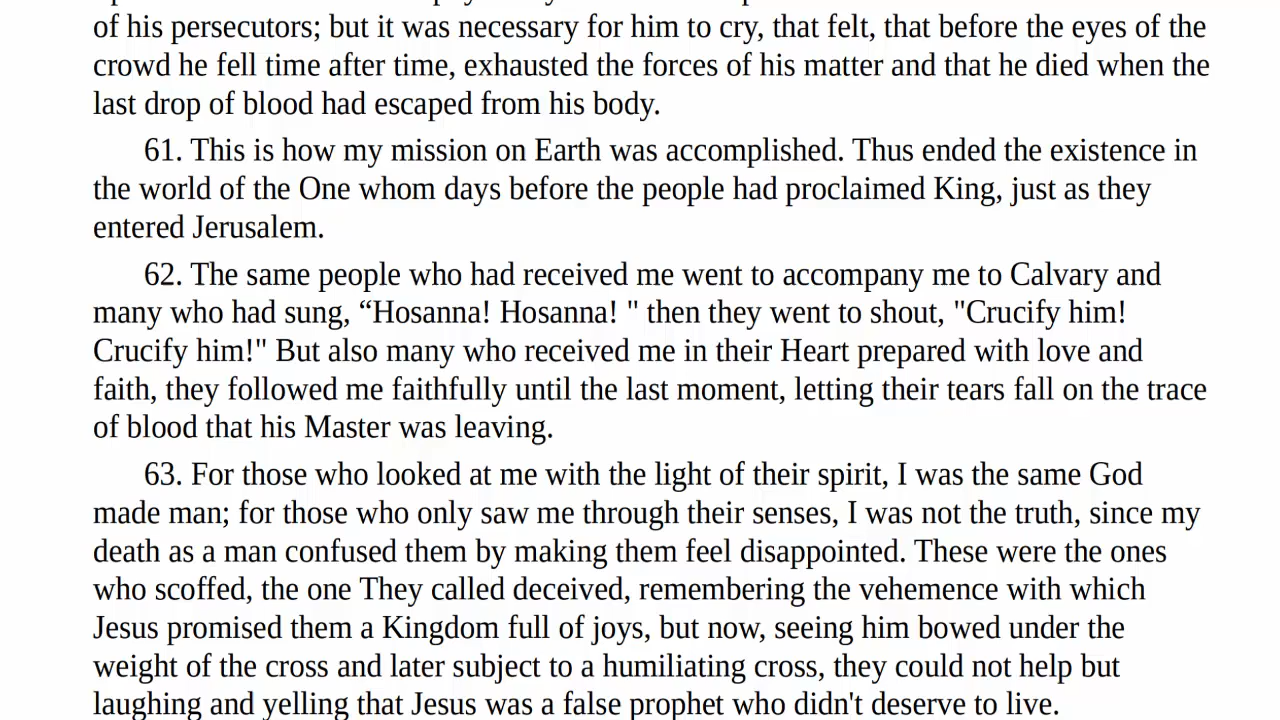 of his persecutors; but it was necessary for him to cry, that felt, that before the eyes of the
crowd he fell time after time, exhausted the forces of his matter and that he died when the
last drop of blood had escaped from his body.
61. This is how my mission on Earth was accomplished. Thus ended the existence in
the world of the One whom days before the people had proclaimed King, just as they
entered Jerusalem.
62. The same people who had received me went to accompany me to Calvary and
many who had sung, “Hosanna! Hosanna! " then they went to shout, "Crucify him!
Crucify him!" But also many who received me in their Heart prepared with love and
faith, they followed me faithfully until the last moment, letting their tears fall on the trace
of blood that his Master was leaving.
63. For those who looked at me with the light of their spirit, I was the same God
made man; for those who only saw me through their senses, I was not the truth, since my
death as a man confused them by making them feel disappointed. These were the ones
who scoffed, the one They called deceived, remembering the vehemence with which
Jesus promised them a Kingdom full of joys, but now, seeing him bowed under the
weight of the cross and later subject to a humiliating cross, they could not help but
laughing and yelling that Jesus was a false prophet who didn't deserve to live.